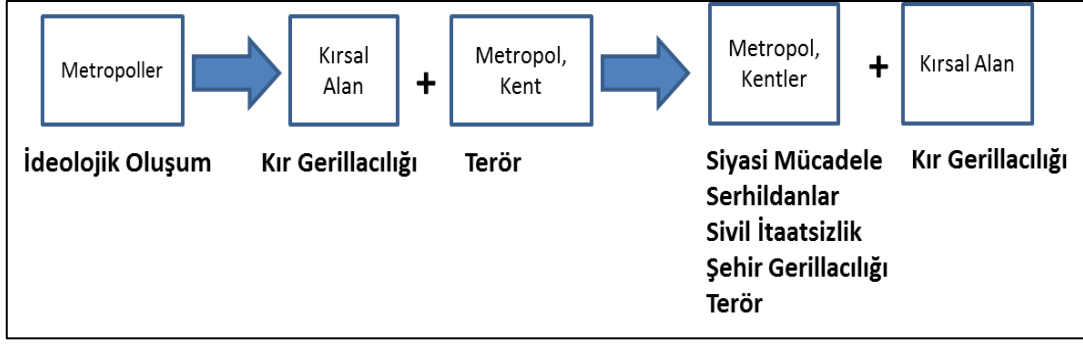 Metropoller
Kırsal
Alan
+
Metropol,
Kent
Metropol,
Kentler
+
Kırsal Alan
İdeolojik Oluşum
Kır Gerillacılığı
Terör
Siyasi Mücadele
Serhildanlar
Sivil İtaatsizlik
Şehir Gerillacılığı
Terör
Kır Gerillacılığı